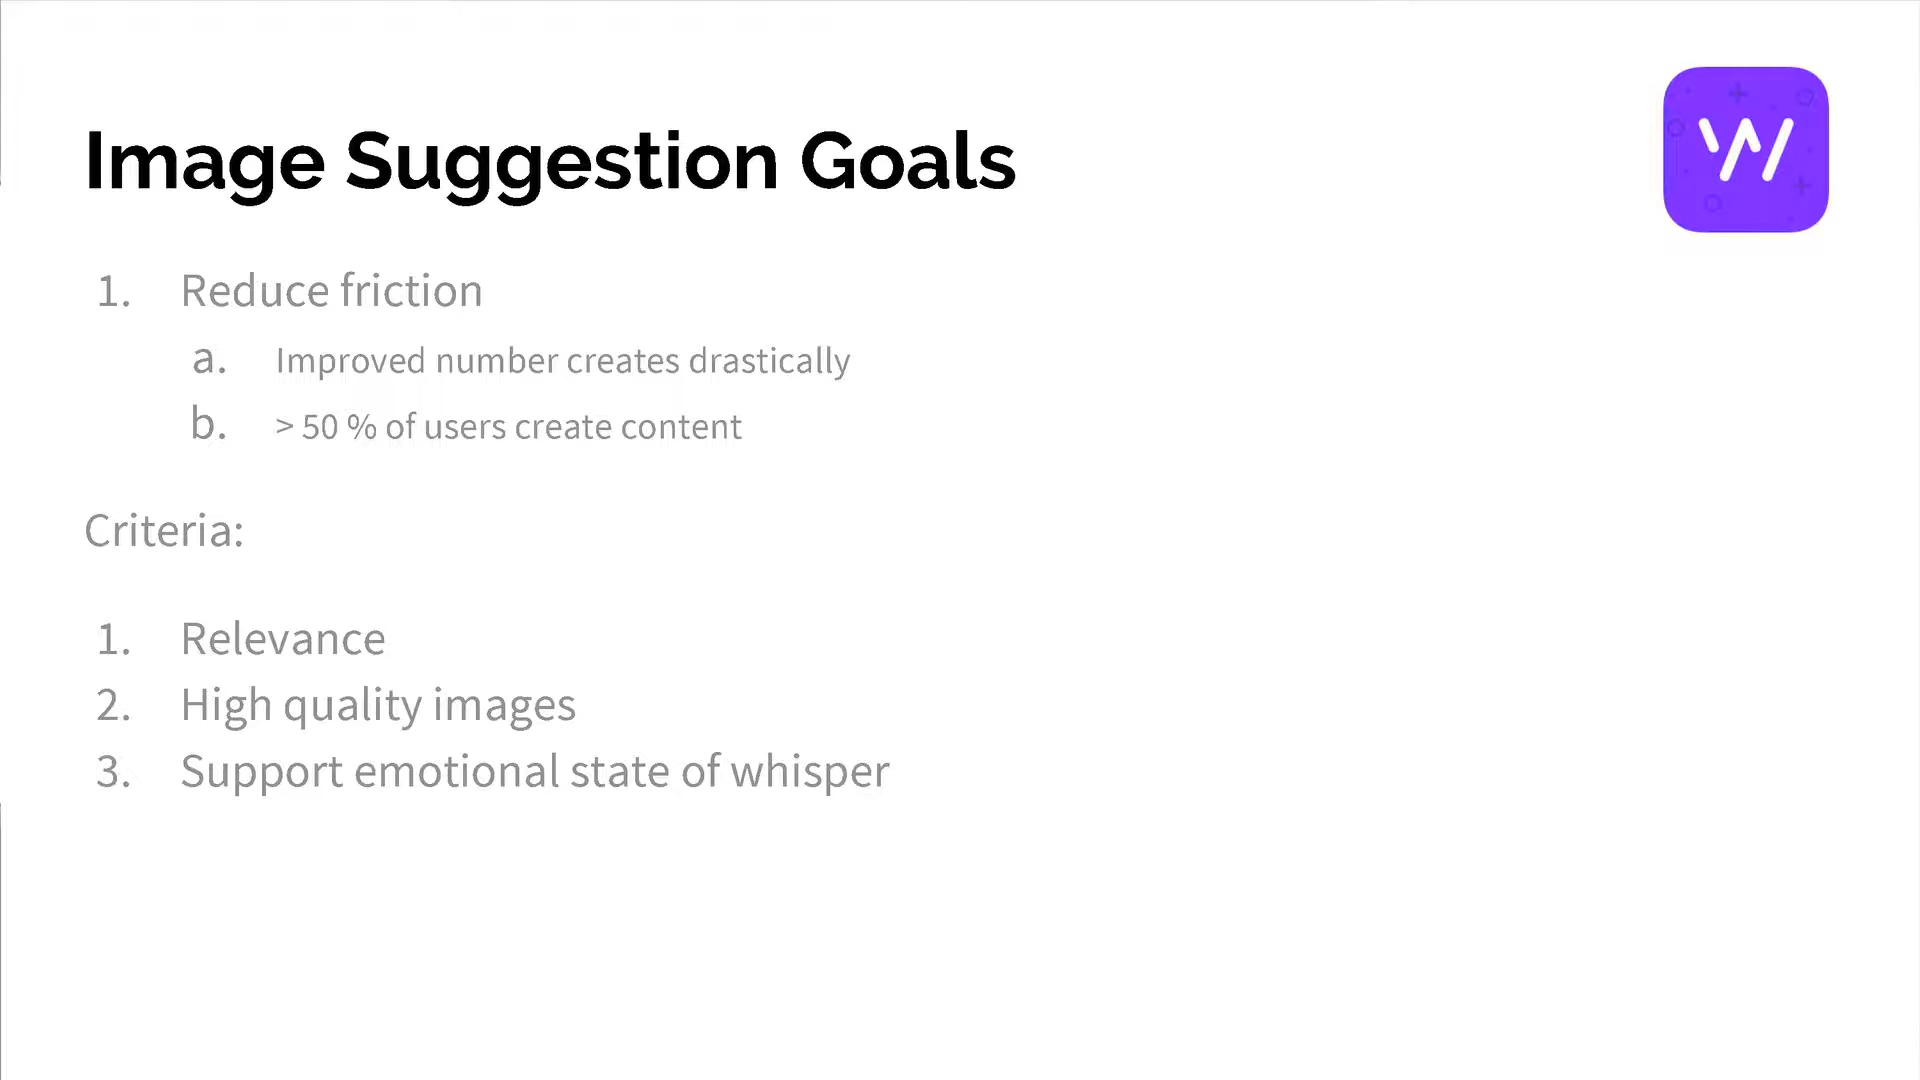 Image Suggestion Goals
1. Reduce friction
a. Improved number creates drastically
b. > 50 % of users create content
Criteria:
1. Relevance
2. High quality images
3. Support emotional state of whisper